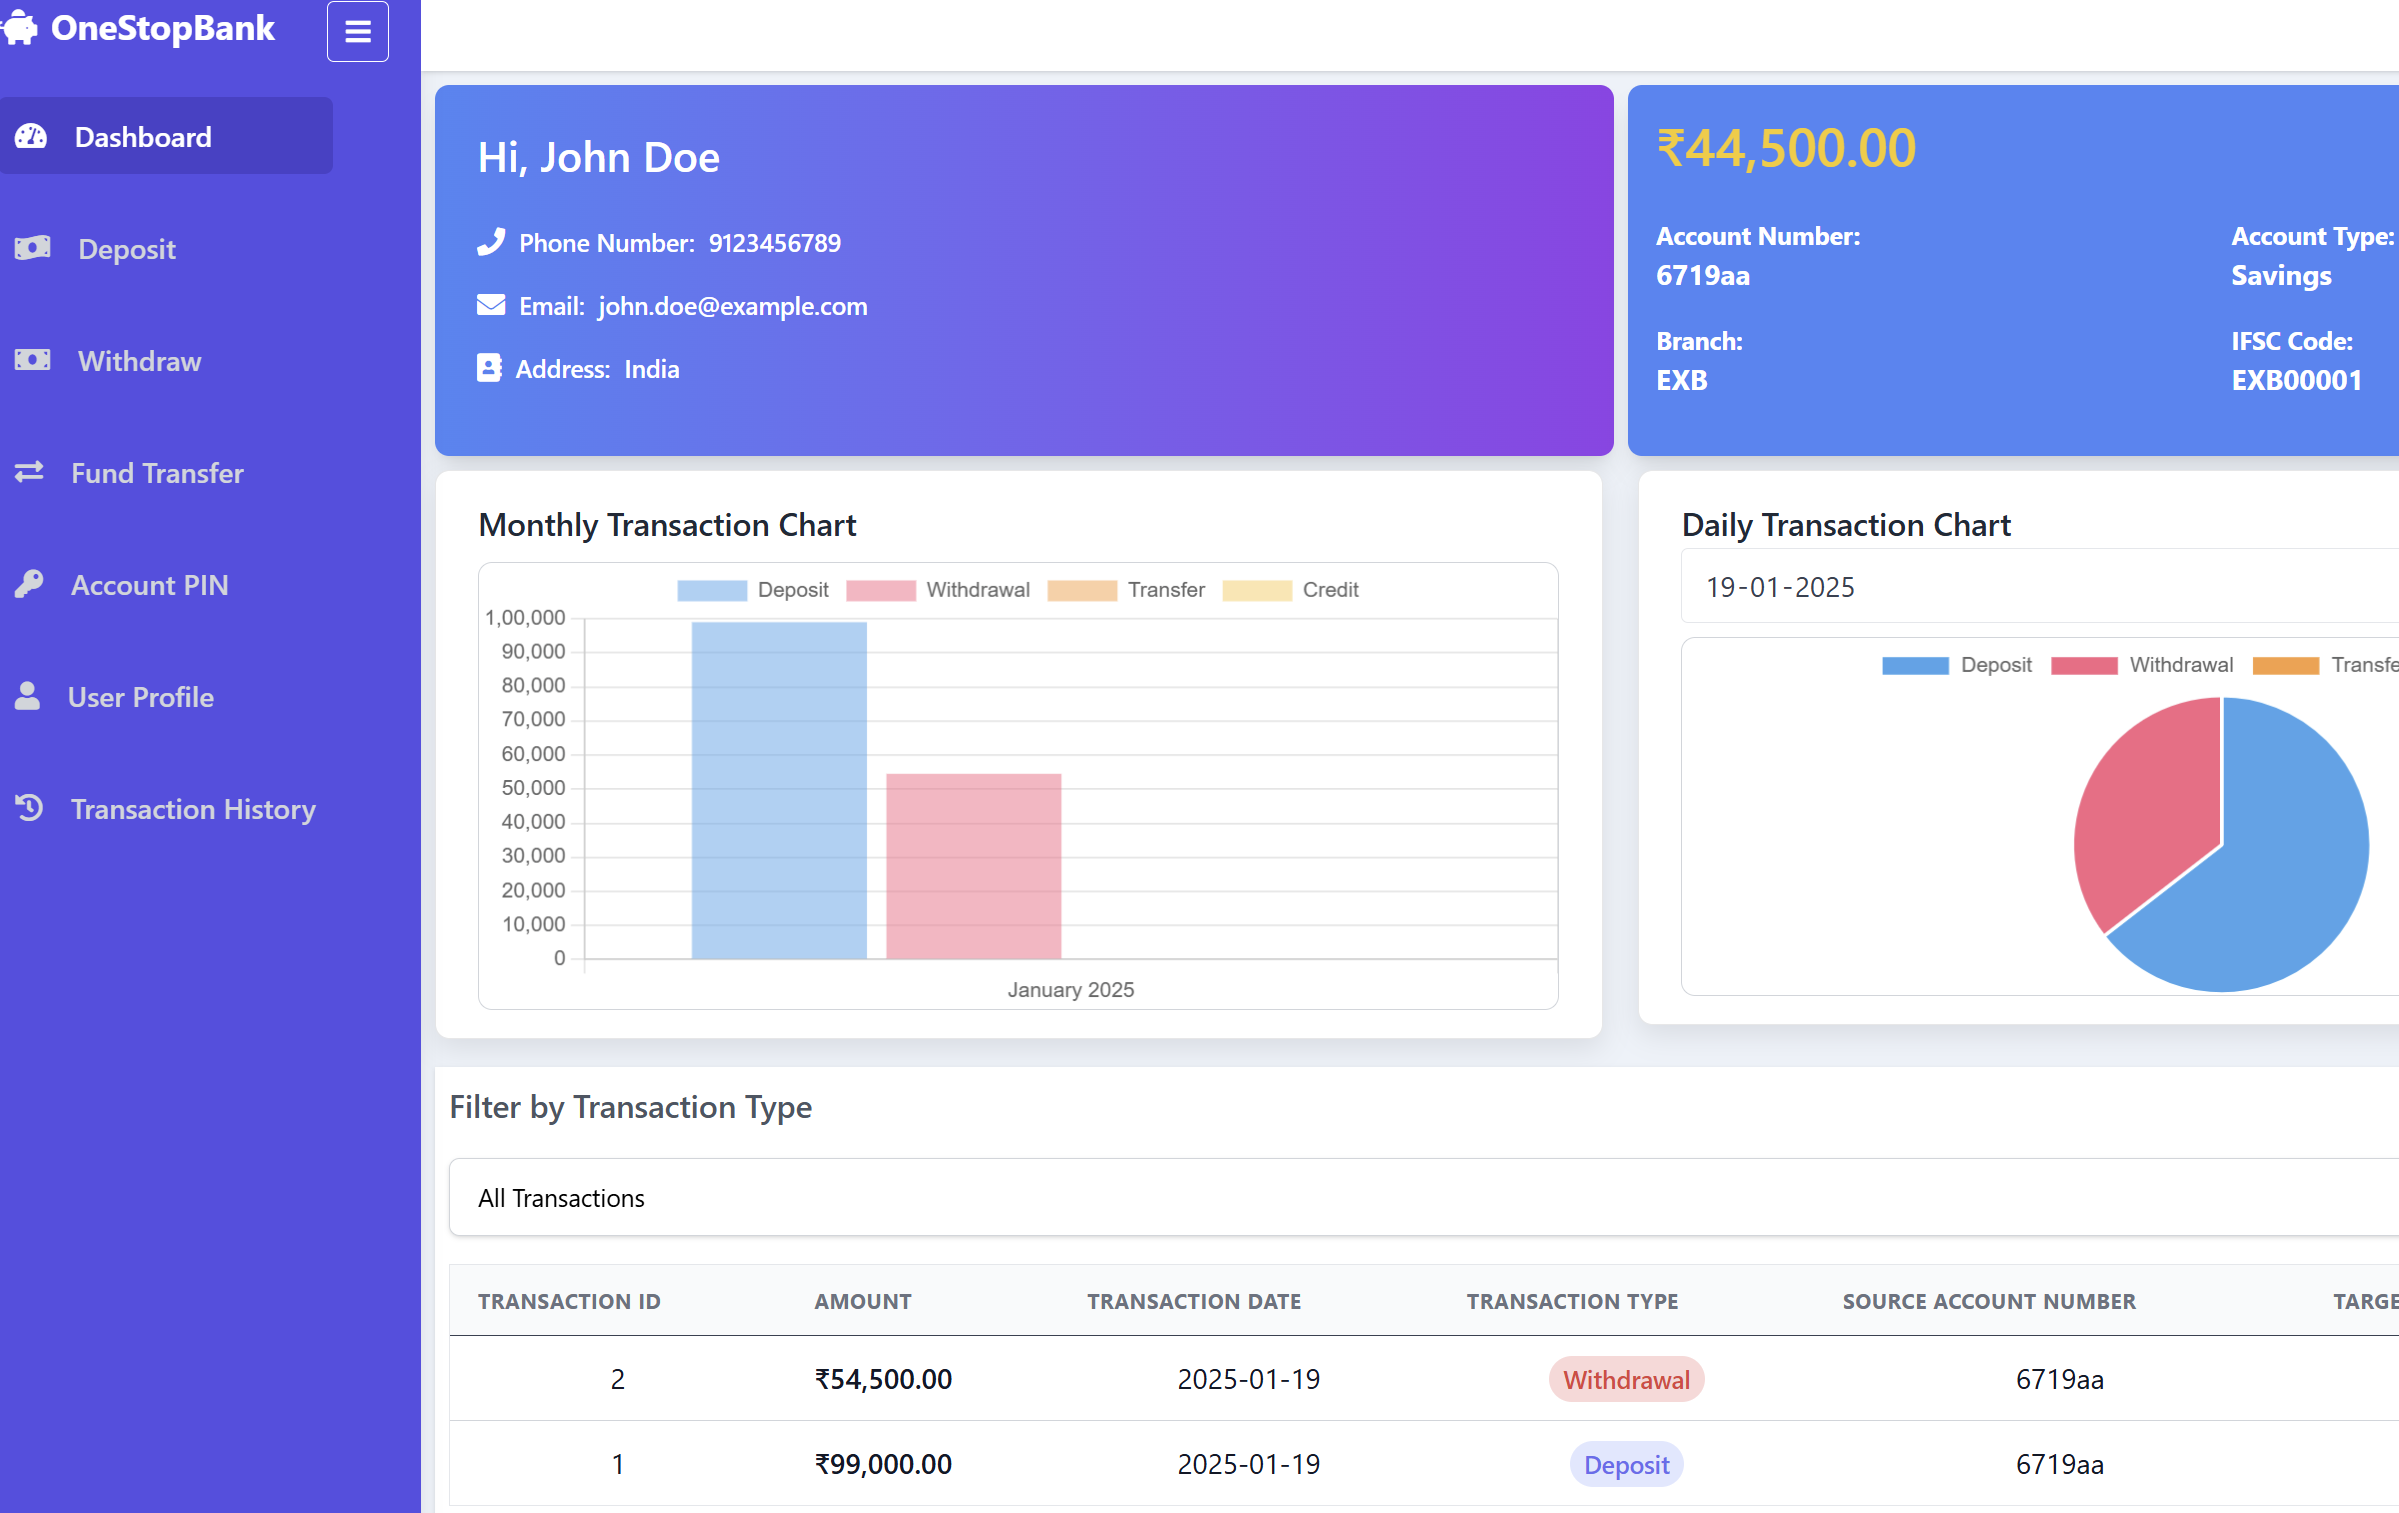 OneStopBank
Dashboard
Deposit
Withdraw
Fund Transfer
Account PIN
User Profile
Transaction History
Hi, John Doe
Phone Number: 9123456789
Email: john.doe@example.com
Address: India
₹44,500.00
Account Number:
6719aa
Account Type:
Savings
Branch:
EXB
IFSC Code:
EXB00001
Monthly Transaction Chart
Deposit Withdrawal Transfer Credit
1,00,000
90,000
80,000
70,000
60,000
50,000
40,000
30,000
20,000
10,000
0
January 2025
Daily Transaction Chart
19-01-2025
Deposit Withdrawal Transfe
Filter by Transaction Type
All Transactions
TRANSACTION ID AMOUNT TRANSACTION DATE TRANSACTION TYPE SOURCE ACCOUNT NUMBER TARGE
2 ₹54,500.00 2025-01-19 Withdrawal 6719aa
1 ₹99,000.00 2025-01-19 Deposit 6719aa